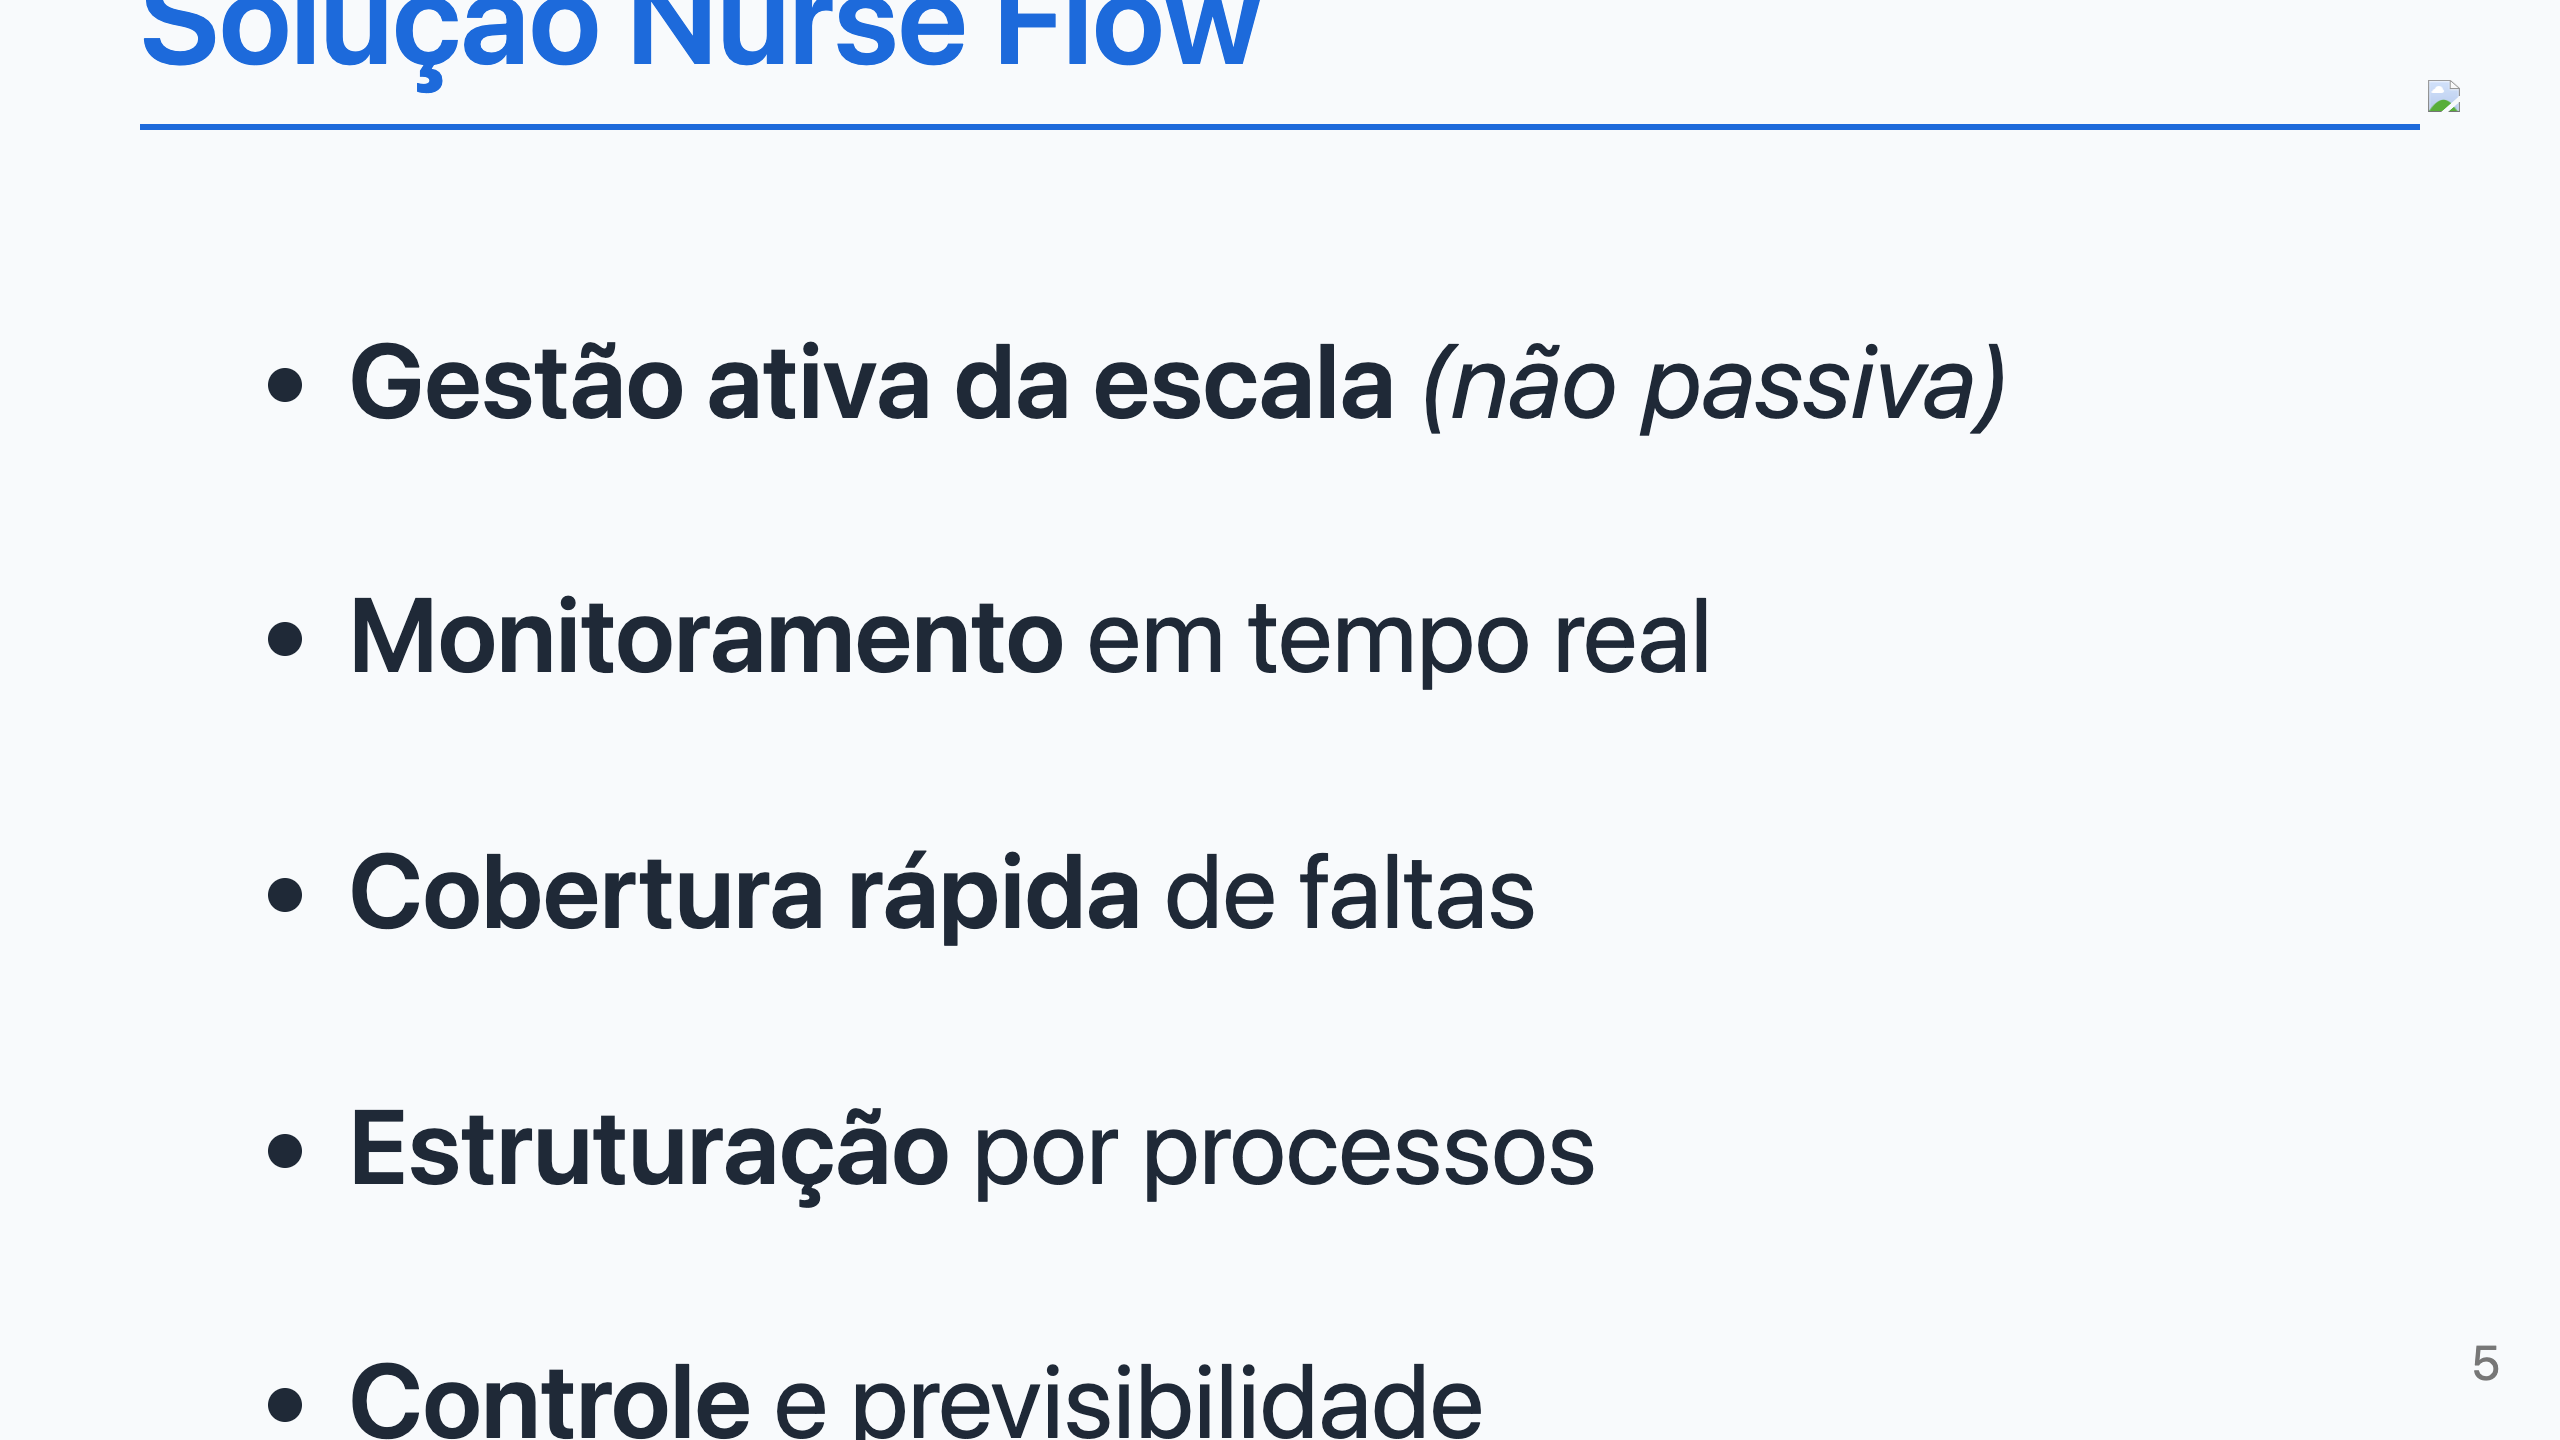 Solução Nurse Flow
• Gestão ativa da escala (não passiva)
• Monitoramento em tempo real
• Cobertura rápida de faltas
• Estruturação por processos
• Controle e previsibilidade
5